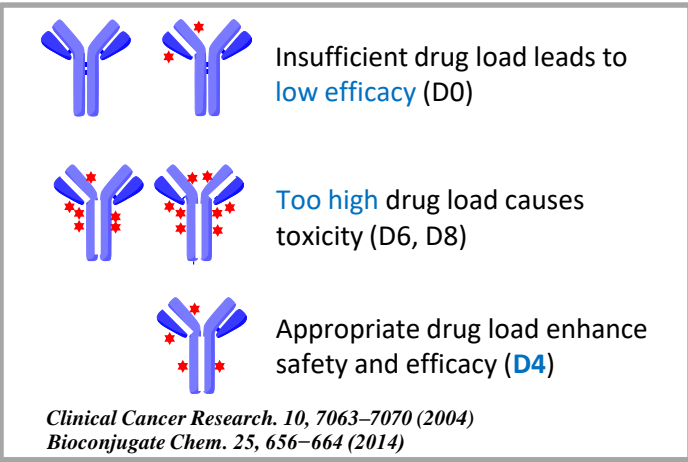 Insufficient drug load leads to
low efficacy (D0)
Too high drug load causes
toxicity (D6, D8)
Appropriate drug load enhance
safety and efficacy (D4)
Clinical Cancer Research. 10, 7063–7070 (2004)
Bioconjugate Chem. 25, 656−664 (2014)